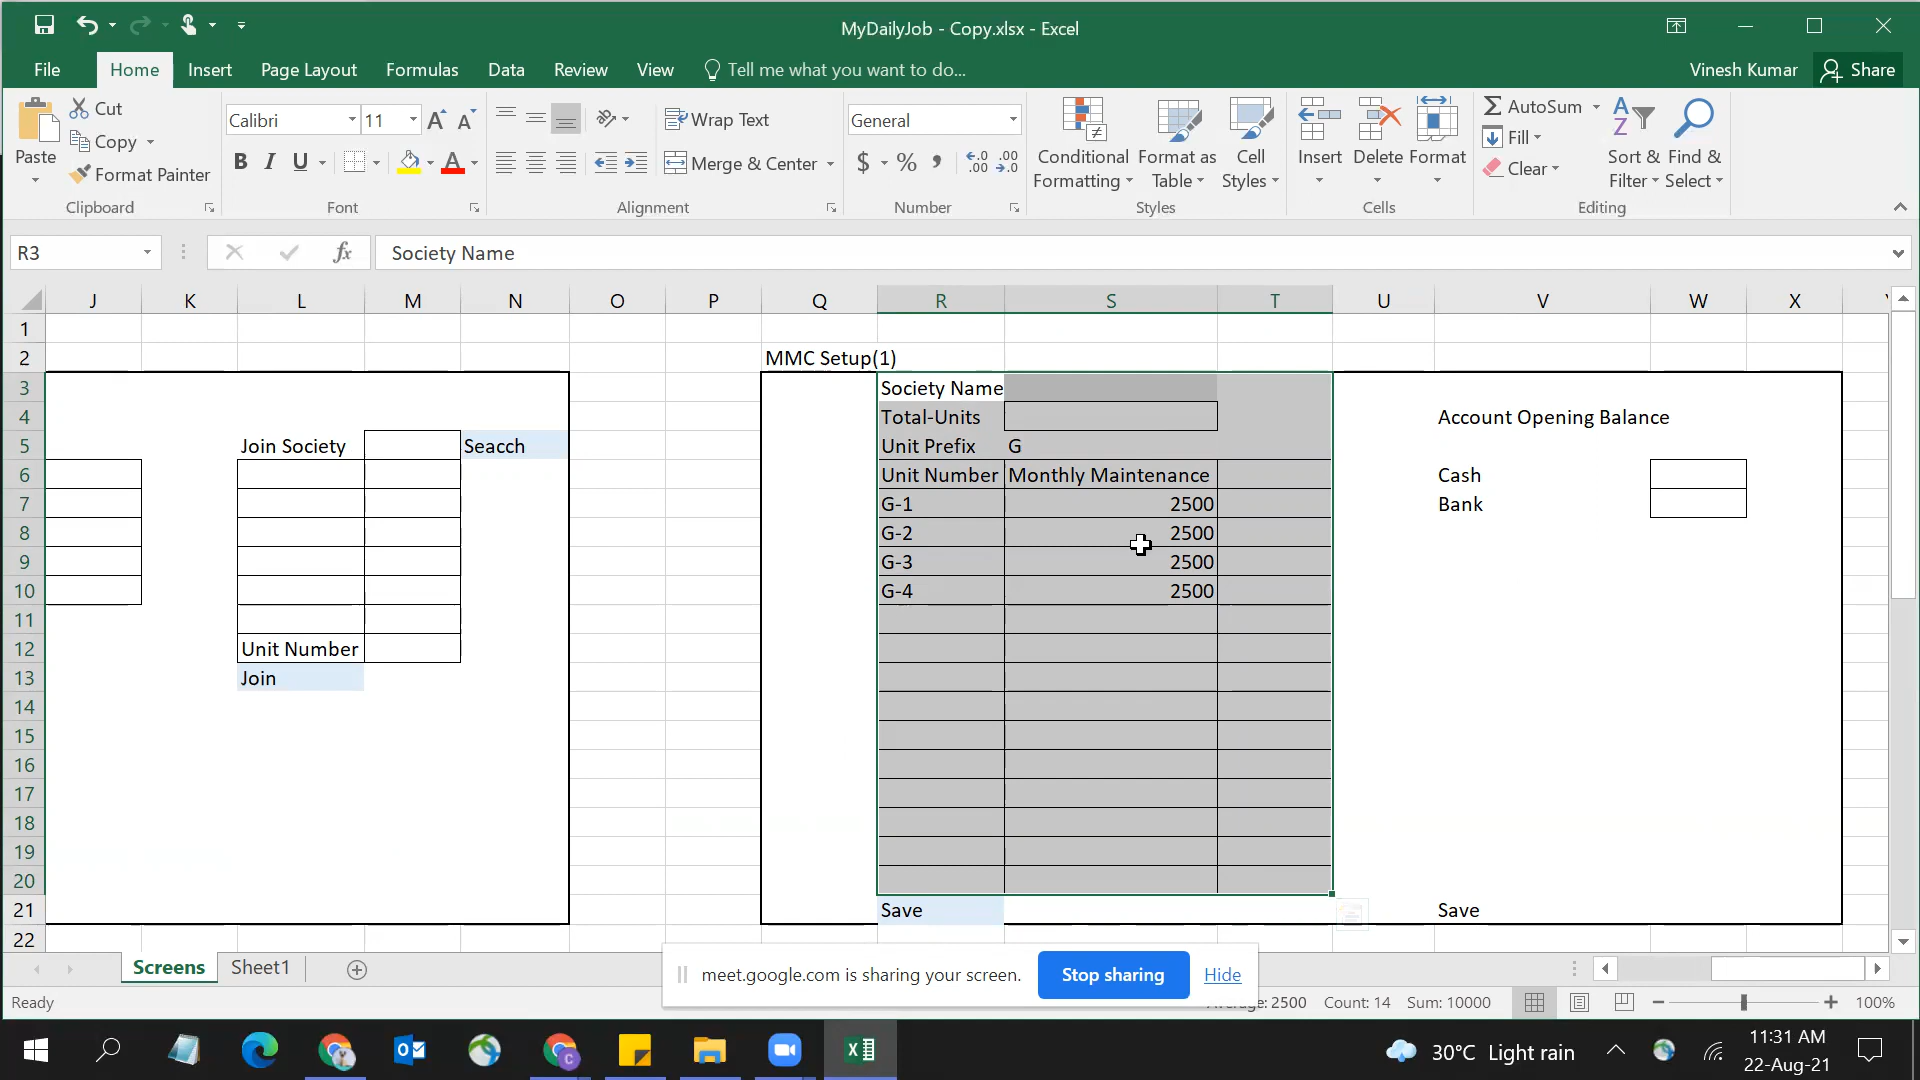 MyDailyJob - Copy.xlsx - Excel
File Home Insert Page Layout Formulas Data Review View Tell me what you want to do... Vinesh Kumar Share
Paste
Cut
Copy
Format Painter
Clipboard
Calibri 11
B I U
Font
Wrap Text
Merge & Center
Alignment
General
$ % ,
Number
Conditional Formatting
Format as Table
Cell Styles
Styles
Insert Delete Format
Cells
AutoSum
Fill
Clear
Sort & Filter
Find & Select
Editing
R3 fx Society Name
J K L M N O P Q R S T U V W X
1
2 MMC Setup(1)
3 Society Name
4 Total-Units Account Opening Balance
5 Join Society Seacch Unit Prefix G
6 Unit Number Monthly Maintenance Cash
7 G-1 2500 Bank
8 G-2 2500
9 G-3 2500
10 G-4 2500
11
12 Unit Number
13 Join
14
15
16
17
18
19
20
21 Save Save
22
Screens Sheet1
meet.google.com is sharing your screen. Stop sharing Hide
Ready Average: 2500 Count: 14 Sum: 10000 100%
30°C Light rain 11:31 AM
22-Aug-21